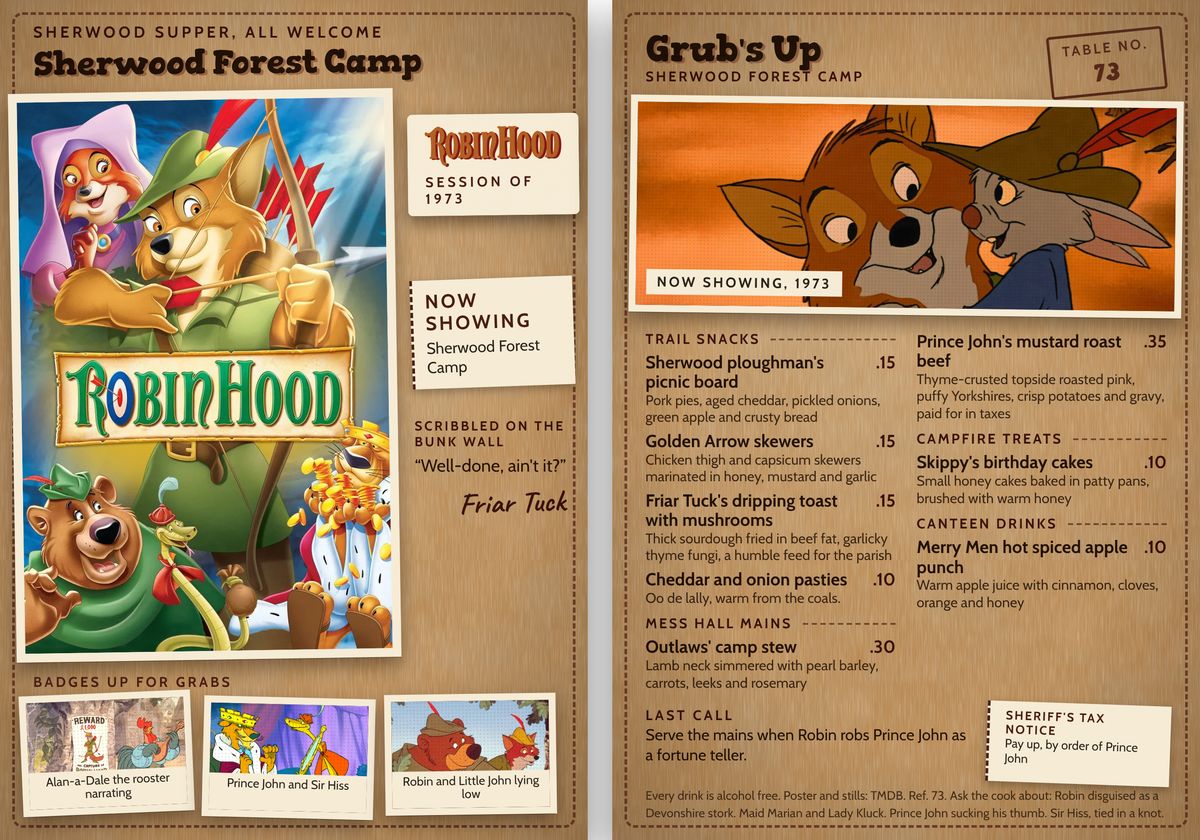 SHERWOOD SUPPER, ALL WELCOME
Sherwood Forest Camp
ROBINHOOD
SESSION OF
1973
NOW
SHOWING
Sherwood Forest
Camp
ROBINHOOD
SCRIBBLED ON THE
BUNK WALL
“Well-done, ain't it?”
Friar Tuck
BADGES UP FOR GRABS
REWARD
Alan-a-Dale the rooster
narrating
Prince John and Sir Hiss
Robin and Little John lying
low
Grub's Up
SHERWOOD FOREST CAMP
TABLE NO.
73
NOW SHOWING, 1973
TRAIL SNACKS
Sherwood ploughman's .15
picnic board
Pork pies, aged cheddar, pickled onions,
green apple and crusty bread
Golden Arrow skewers .15
Chicken thigh and capsicum skewers
marinated in honey, mustard and garlic
Friar Tuck's dripping toast .15
with mushrooms
Thick sourdough fried in beef fat, garlicky
thyme fungi, a humble feed for the parish
Cheddar and onion pasties .10
Oo de lally, warm from the coals.
MESS HALL MAINS
Outlaws' camp stew .30
Lamb neck simmered with pearl barley,
carrots, leeks and rosemary
Prince John's mustard roast .35
beef
Thyme-crusted topside roasted pink,
puffy Yorkshires, crisp potatoes and gravy,
paid for in taxes
CAMPFIRE TREATS
Skippy's birthday cakes .10
Small honey cakes baked in patty pans,
brushed with warm honey
CANTEEN DRINKS
Merry Men hot spiced apple .10
punch
Warm apple juice with cinnamon, cloves,
orange and honey
LAST CALL
Serve the mains when Robin robs Prince John as
a fortune teller.
SHERIFF'S TAX
NOTICE
Pay up, by order of Prince
John
Every drink is alcohol free. Poster and stills: TMDB. Ref. 73. Ask the cook about: Robin disguised as a
Devonshire stork. Maid Marian and Lady Kluck. Prince John sucking his thumb. Sir Hiss, tied in a knot.